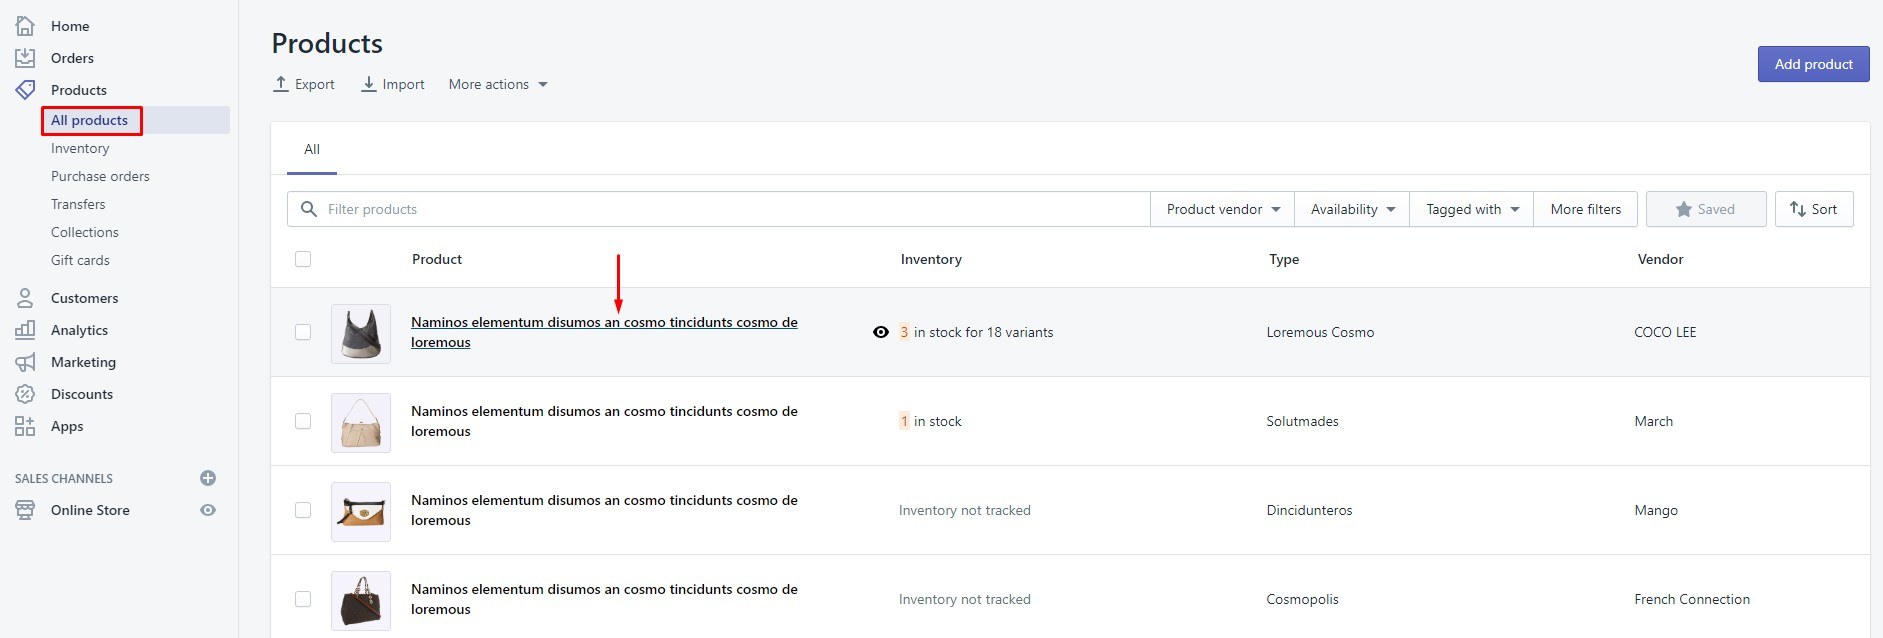 Home
Orders
Products
All products
Inventory
Purchase orders
Transfers
Collections
Gift cards
Customers
Analytics
Marketing
Discounts
Apps
SALES CHANNELS
Online Store
Products
Export Import More actions
Add product
All
Filter products Product vendor Availability Tagged with More filters Saved Sort
Product Inventory Type Vendor
Naminos elementum disumos an cosmo tincidunts cosmo de
loremous
3 in stock for 18 variants Loremous Cosmo COCO LEE
Naminos elementum disumos an cosmo tincidunts cosmo de
loremous
1 in stock Solutmades March
Naminos elementum disumos an cosmo tincidunts cosmo de
loremous
Inventory not tracked Dincidunteros Mango
Naminos elementum disumos an cosmo tincidunts cosmo de
loremous
Inventory not tracked Cosmopolis French Connection